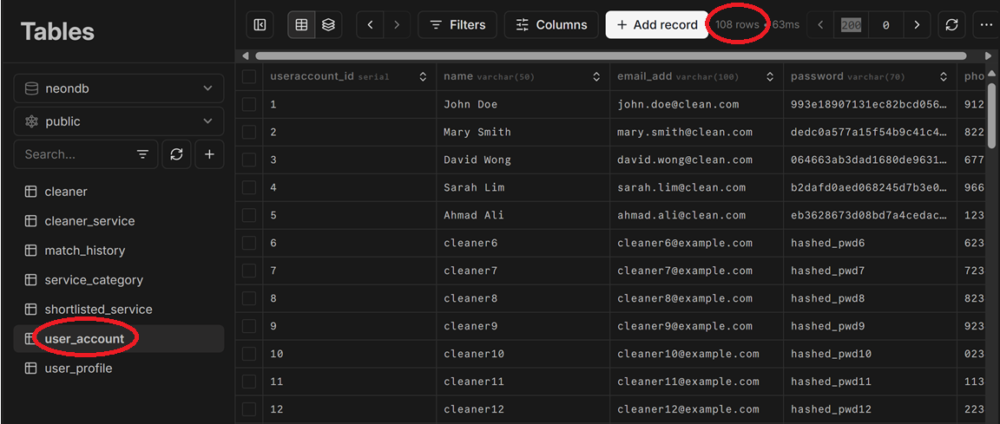 Tables
neondb
public
Search...
cleaner
cleaner_service
match_history
service_category
shortlisted_service
user_account
user_profile
Filters Columns + Add record 108 rows • 63ms 200 0 ...
useraccount_id serial name varchar(50) email_add varchar(100) password varchar(70) pho
1 John Doe john.doe@clean.com 993e18907131ec82bcd056… 912
2 Mary Smith mary.smith@clean.com dedc0a577a15f54b9c41c4… 822
3 David Wong david.wong@clean.com 064663ab3dad1680de9631… 677
4 Sarah Lim sarah.lim@clean.com b2dafd0aed068245d7b3e0… 966
5 Ahmad Ali ahmad.ali@clean.com eb3628673d08bd7a4cedac… 123
6 cleaner6 cleaner6@example.com hashed_pwd6 623
7 cleaner7 cleaner7@example.com hashed_pwd7 723
8 cleaner8 cleaner8@example.com hashed_pwd8 823
9 cleaner9 cleaner9@example.com hashed_pwd9 923
10 cleaner10 cleaner10@example.com hashed_pwd10 023
11 cleaner11 cleaner11@example.com hashed_pwd11 113
12 cleaner12 cleaner12@example.com hashed_pwd12 223